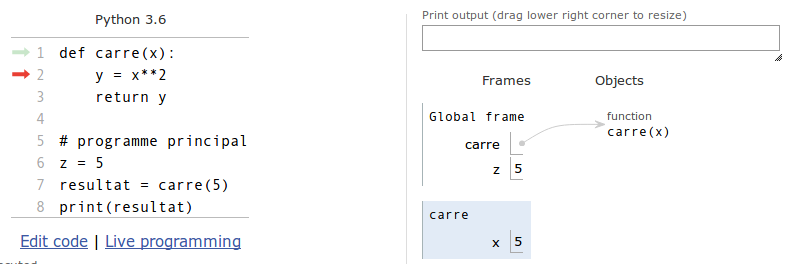 Python 3.6
1 def carre(x):
2     y = x**2
3     return y
4
5 # programme principal
6 z = 5
7 resultat = carre(5)
8 print(resultat)
Edit code | Live programming
Print output (drag lower right corner to resize)
Frames Objects
Global frame
carre
z 5
function
carre(x)
carre
x 5